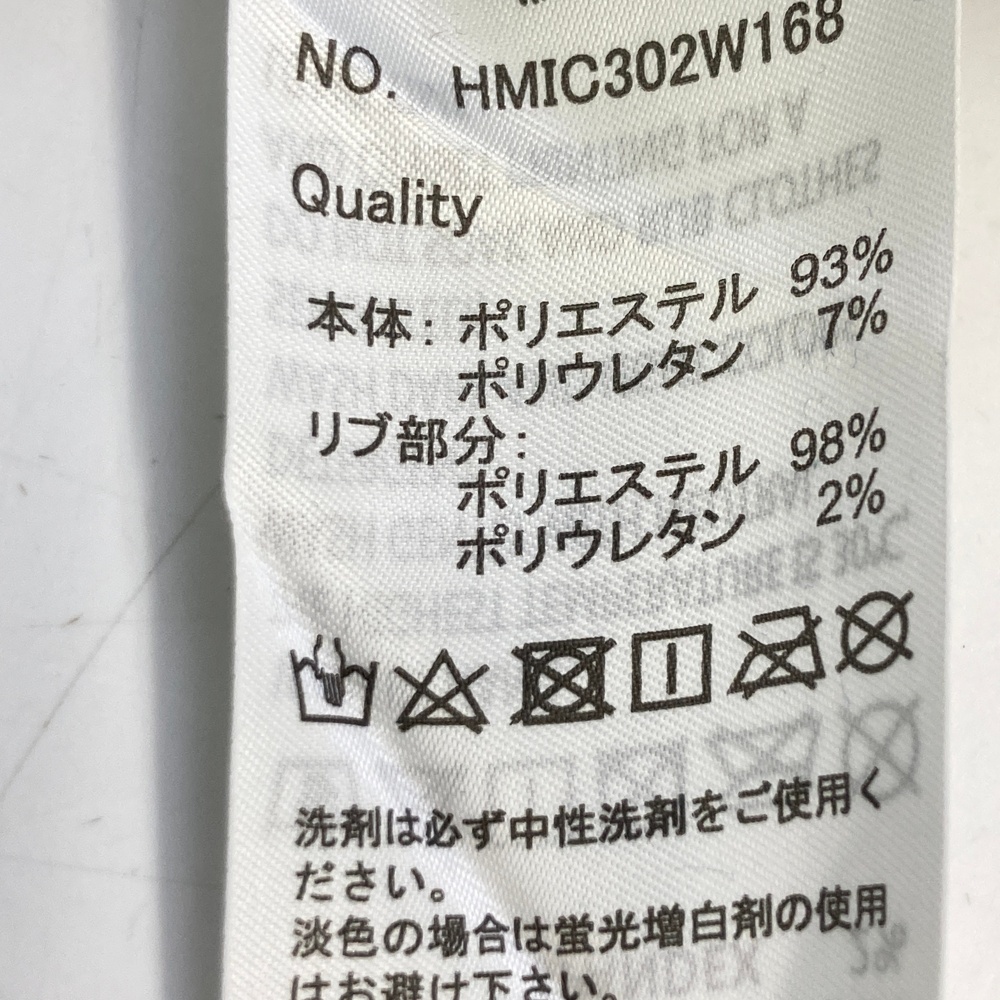 NO. HMIC302W168
Quality
本体: ポリエステル 93%
ポリウレタン 7%
リブ部分:
ポリエステル 98%
ポリウレタン 2%
洗剤は必ず中性洗剤をご使用く
ださい。
淡色の場合は蛍光増白剤の使用
はお避け下さい。